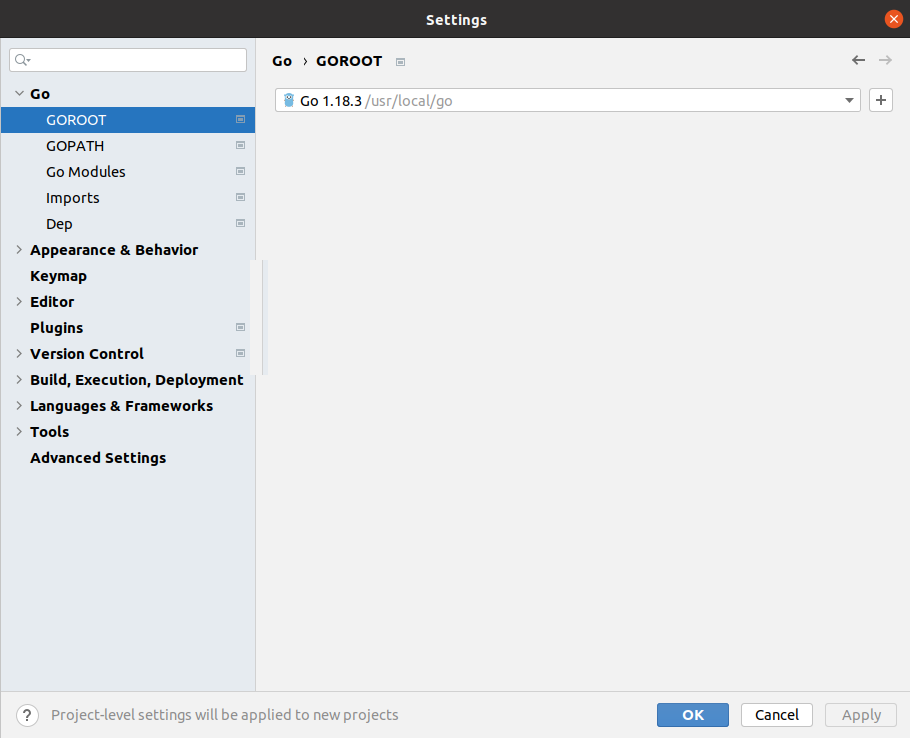 Settings
Go
GOROOT
GOPATH
Go Modules
Imports
Dep
Appearance & Behavior
Keymap
Editor
Plugins
Version Control
Build, Execution, Deployment
Languages & Frameworks
Tools
Advanced Settings
Go › GOROOT
Go 1.18.3 /usr/local/go
? Project-level settings will be applied to new projects
OK Cancel Apply